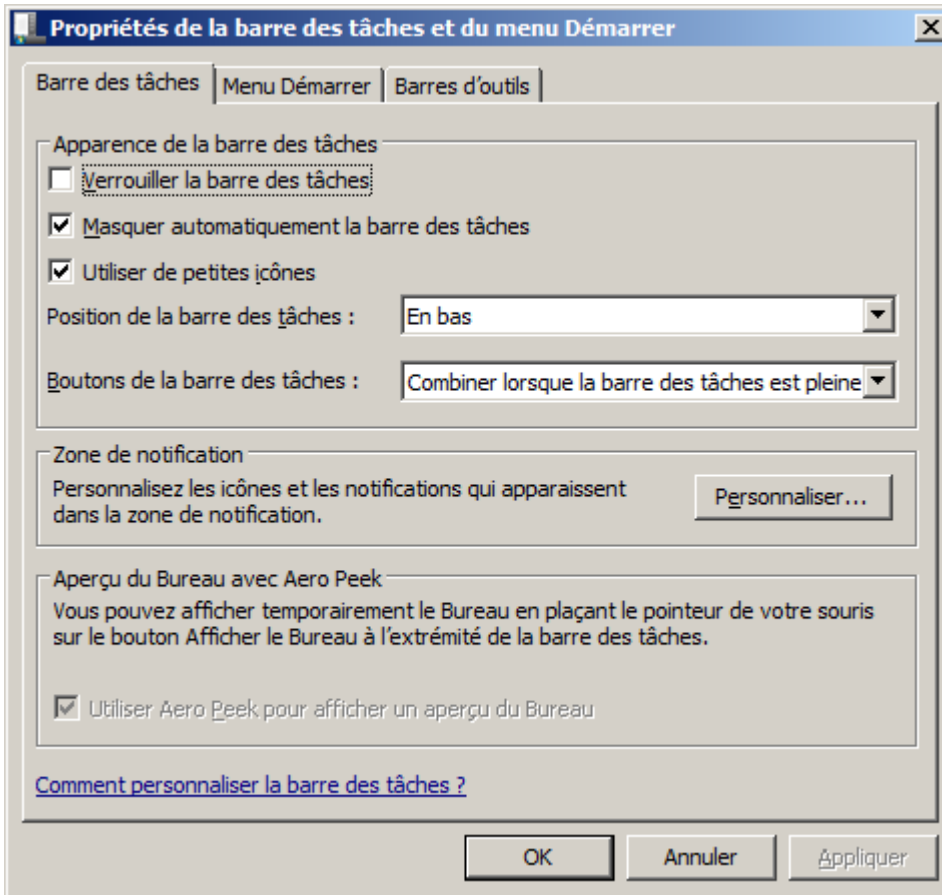 Propriétés de la barre des tâches et du menu Démarrer
Barre des tâches
Menu Démarrer
Barres d'outils
Apparence de la barre des tâches
Verrouiller la barre des tâches
Masquer automatiquement la barre des tâches
Utiliser de petites icônes
Position de la barre des tâches :
En bas
Boutons de la barre des tâches :
Combiner lorsque la barre des tâches est pleine
Zone de notification
Personnalisez les icônes et les notifications qui apparaissent
dans la zone de notification.
Personnaliser...
Aperçu du Bureau avec Aero Peek
Vous pouvez afficher temporairement le Bureau en plaçant le pointeur de votre souris
sur le bouton Afficher le Bureau à l'extrémité de la barre des tâches.
Utiliser Aero Peek pour afficher un aperçu du Bureau
Comment personnaliser la barre des tâches ?
OK
Annuler
Appliquer